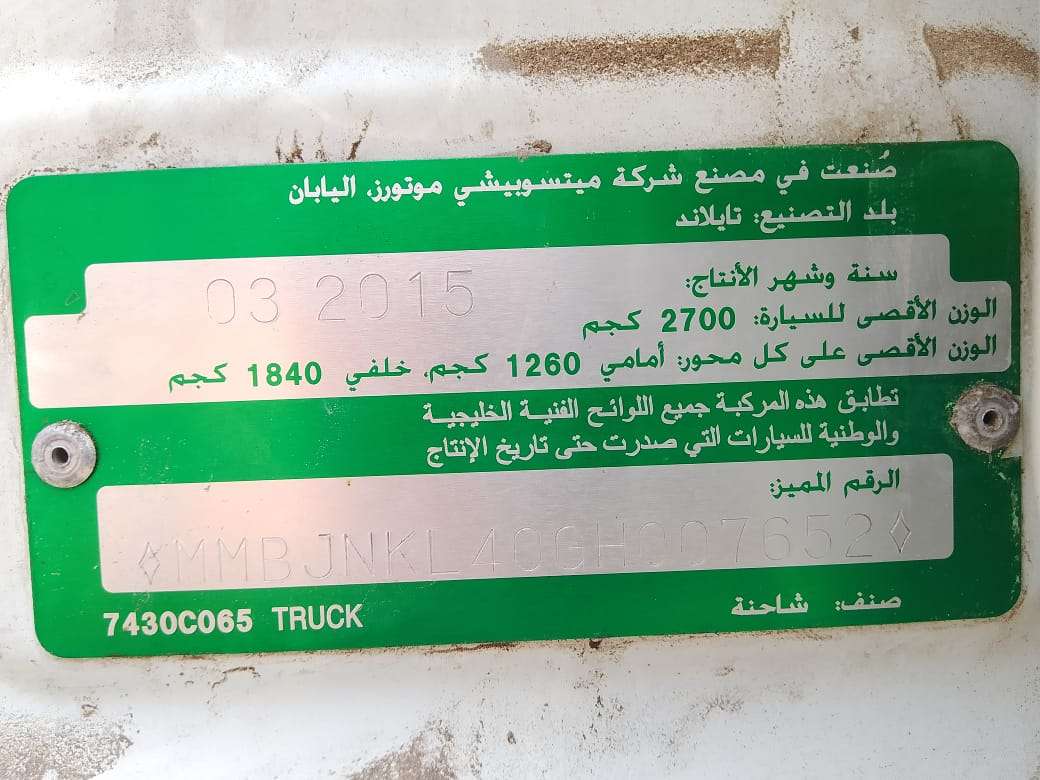 صُنعت في مصنع شركة ميتسوبيشي موتورز، اليابان
بلد التصنيع: تايلاند
سنة وشهر الأنتاج: 03 2015
الوزن الأقصى للسيارة: 2700 كجم
الوزن الأقصى على كل محور: أمامي 1260 كجم، خلفي 1840 كجم
تطابق هذه المركبة جميع اللوائح الفنية الخليجية
والوطنية للسيارات التي صدرت حتى تاريخ الإنتاج
الرقم المميز:
◊MMBJNKL40GH007652◊
صنف: شاحنة
7430C065 TRUCK